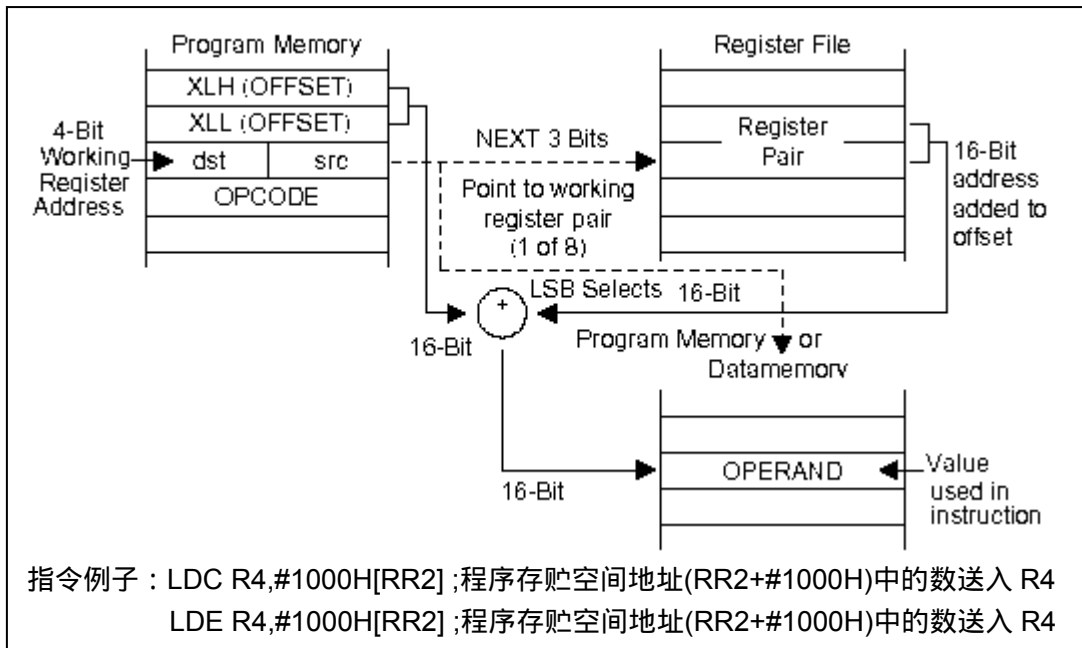 Program Memory
Register File
XLH (OFFSET)
XLL (OFFSET)
4-Bit
Working
Register
Address
dst
src
OPCODE
NEXT 3 Bits
Point to working
register pair
(1 of 8)
Register
Pair
16-Bit
address
added to
offset
LSB Selects
16-Bit
+
16-Bit
Program Memory or
Datamemory
16-Bit
OPERAND
Value
used in
instruction
指令例子：LDC R4,#1000H[RR2] ;程序存贮空间地址(RR2+#1000H)中的数送入 R4
LDE R4,#1000H[RR2] ;程序存贮空间地址(RR2+#1000H)中的数送入 R4